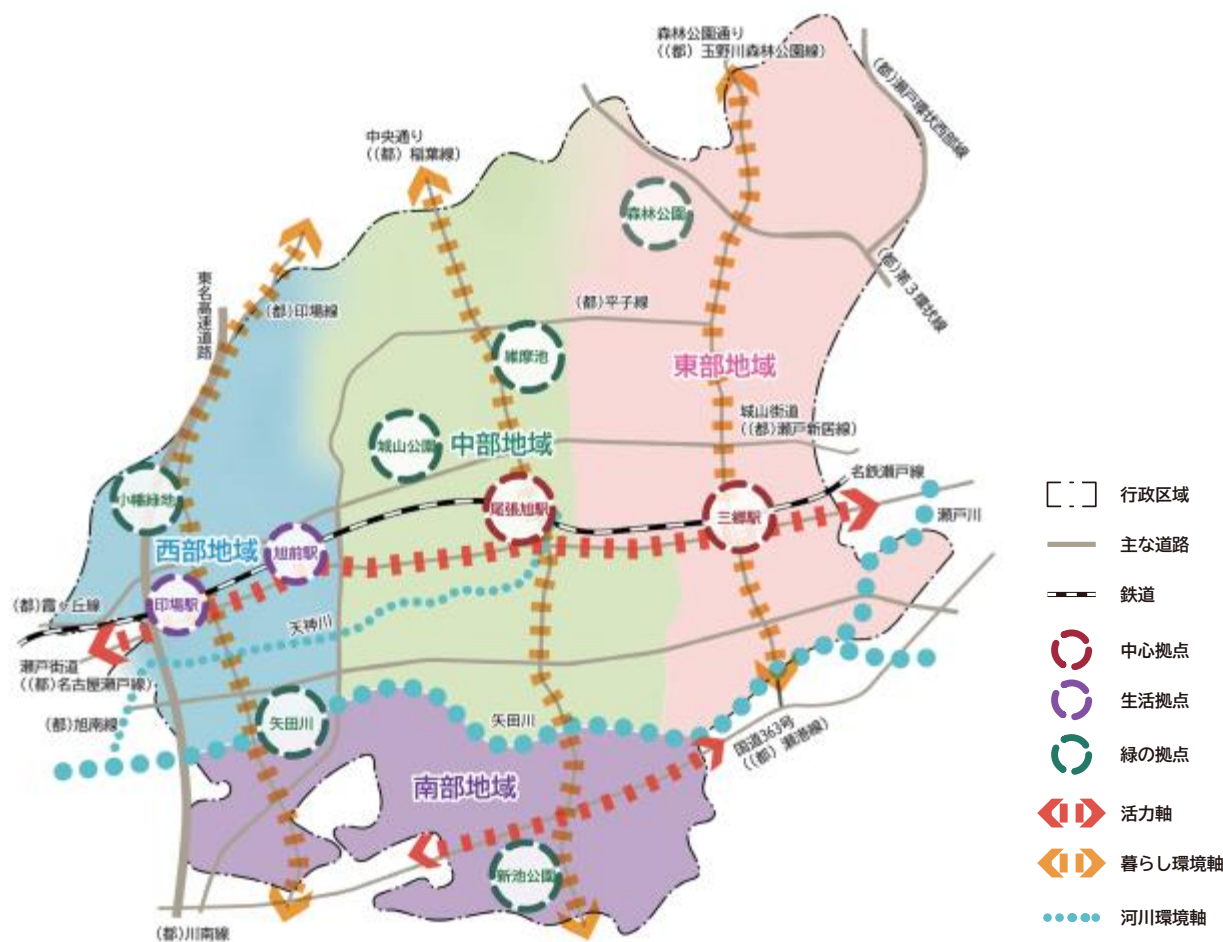 森林公園通り
((都) 玉野川森林公園線)
(都)瀬戸環状西部線
中央通り
((都) 稲葉線)
森林公園
(都)第3環状線
東名高速道路
(都)印場線
(都)平子線
維摩池
東部地域
城山街道
((都)瀬戸新居線)
城山公園
中部地域
名鉄瀬戸線
小幡緑地
尾張旭駅
三郷駅
瀬戸川
西部地域
旭前駅
印場駅
(都)霞ヶ丘線
天神川
瀬戸街道
((都)名古屋瀬戸線)
(都)旭南線
矢田川
矢田川
国道363号
((都) 瀬港線)
南部地域
新池公園
(都)川南線
行政区域
主な道路
鉄道
中心拠点
生活拠点
緑の拠点
活力軸
暮らし環境軸
河川環境軸